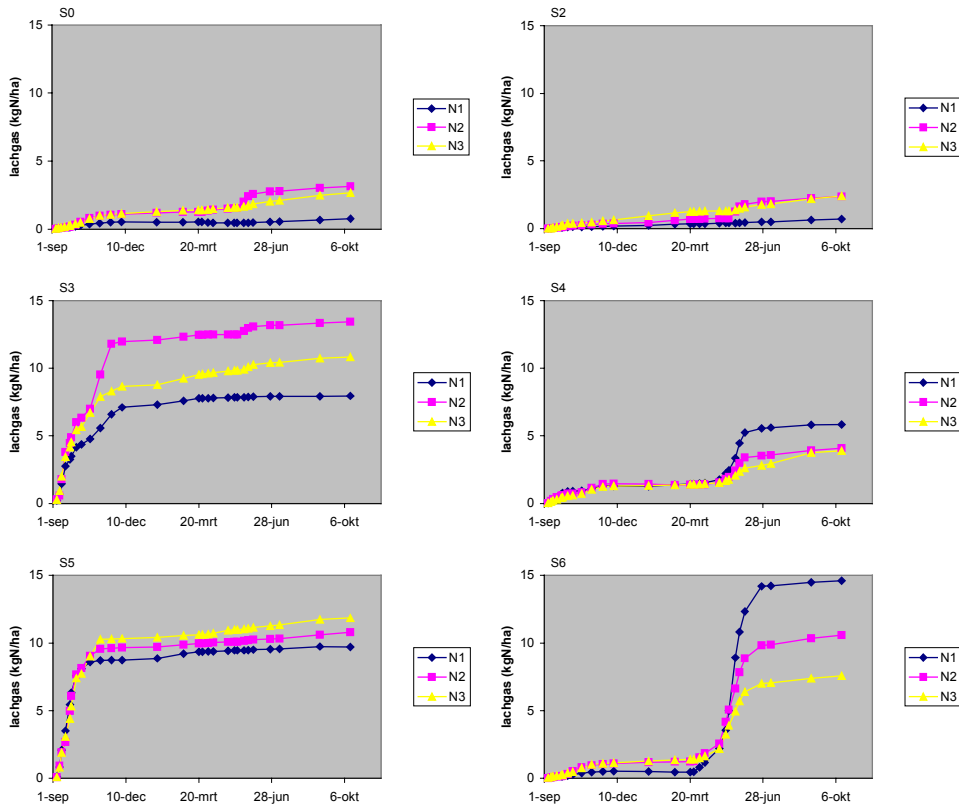 S0
lachgas (kgN/ha)
15
10
5
0
1-sep 10-dec 20-mrt 28-jun 6-okt
N1
N2
N3
S2
lachgas (kgN/ha)
15
10
5
0
1-sep 10-dec 20-mrt 28-jun 6-okt
N1
N2
N3
S3
lachgas (kgN/ha)
15
10
5
0
1-sep 10-dec 20-mrt 28-jun 6-okt
N1
N2
N3
S4
lachgas (kgN/ha)
15
10
5
0
1-sep 10-dec 20-mrt 28-jun 6-okt
N1
N2
N3
S5
lachgas (kgN/ha)
15
10
5
0
1-sep 10-dec 20-mrt 28-jun 6-okt
N1
N2
N3
S6
lachgas (kgN/ha)
15
10
5
0
1-sep 10-dec 20-mrt 28-jun 6-okt
N1
N2
N3